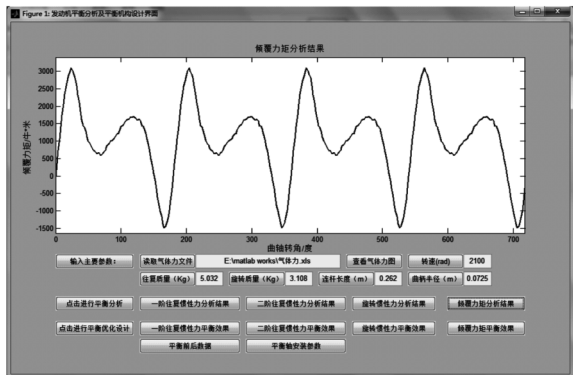 Figure 1: 发动机平衡分析及平衡机构设计界面
倾覆力矩分析结果
3000
2500
2000
1500
1000
500
0
-500
-1000
-1500
倾覆力矩/牛*米
0 100 200 300 400 500 600 700
曲轴转角/度
输入主要参数: 读取气体力文件 E:\matlab works\气体力.xls 查看气体力图 转速(rad) 2100
往复质量(Kg) 5.032 旋转质量(Kg) 3.108 连杆长度(m) 0.262 曲柄半径(m) 0.0725
点击进行平衡分析 一阶往复惯性力分析结果 二阶往复惯性力分析结果 旋转惯性力分析结果 倾覆力矩分析结果
点击进行平衡优化设计 一阶往复惯性力平衡效果 二阶往复惯性力平衡效果 旋转惯性力平衡效果 倾覆力矩平衡效果
平衡前后数据 平衡轴安装参数